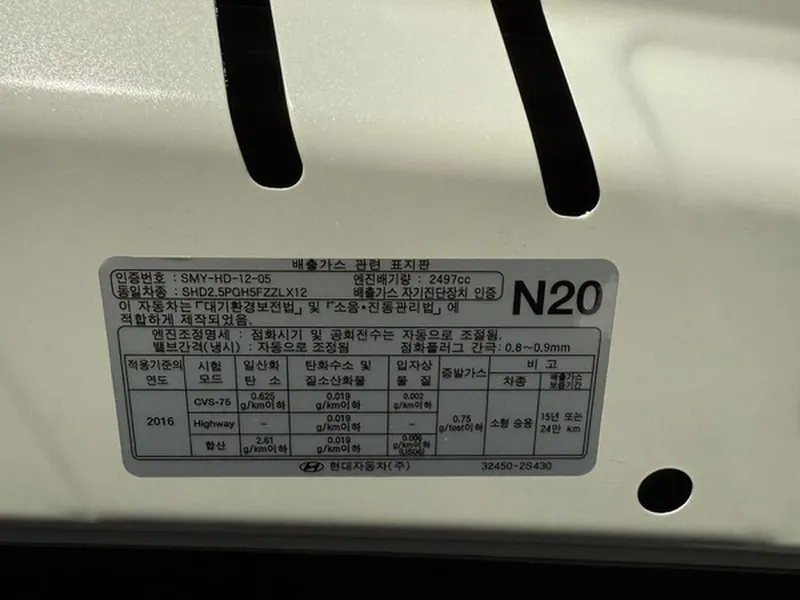 배출가스 관련 표지판
인증번호 : SMY-HD-12-05 엔진배기량 : 2497cc
동일차종 : SHD2.5PGH5FZZLX12 배출가스 자기진단장치 인증
N20
이 자동차는「대기환경보전법」및「소음•진동관리법」에
적합하게 제작되었음.
엔진조정명세 : 점화시기 및 공회전수는 자동으로 조절됨.
밸브간격(냉시) : 자동으로 조정됨 점화플러그 간극: 0.8~0.9mm
적용기준의 연도 시험 모드 일산화 탄소 탄화수소 및 질소산화물 입자상 물질 증발가스 비고
차종 배출가스 보증기간
2016 CVS-75 0.625 g/km이하 0.019 g/km이하 0.002 g/km이하 0.75 g/test이하 소형 승용 15년 또는 24만 km
Highway - 0.019 g/km이하 -
합산 2.61 g/km이하 0.019 g/km이하 0.006 g/km이하 (US06)
현대자동차(주) 32450-2S430